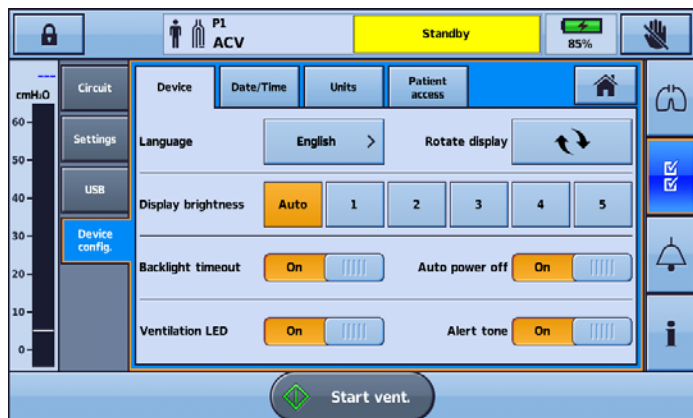 P1
ACV
Standby
85%
---
cmH₂O
60
50
40
30
20
10
0
Circuit
Settings
USB
Device
config.
Device
Date/Time
Units
Patient
access
Language
English >
Rotate display
Display brightness
Auto
1
2
3
4
5
Backlight timeout
On
Auto power off
On
Ventilation LED
On
Alert tone
On
i
Start vent.